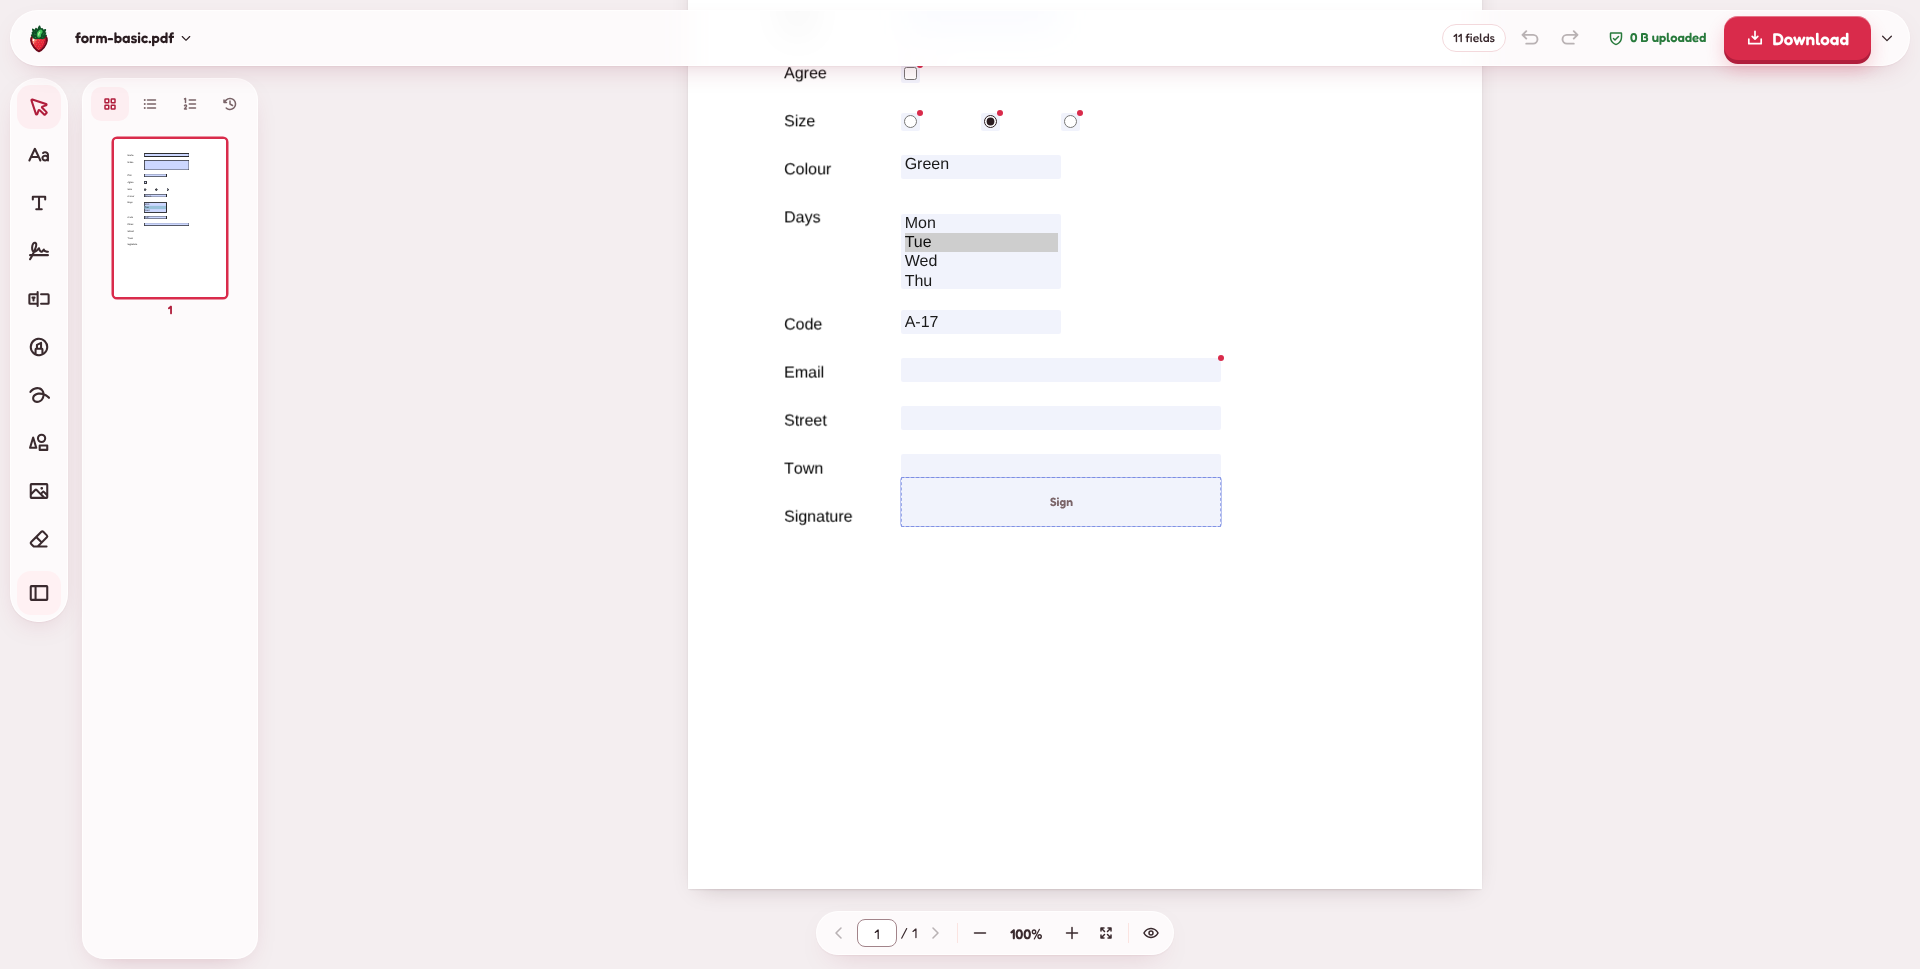 form-basic.pdf
11 fields
0 B uploaded
Download
Aa
T
1
Agree
Size
Colour
Green
Days
Mon
Tue
Wed
Thu
Code
A-17
Email
Street
Town
Signature
Sign
1 / 1
100%